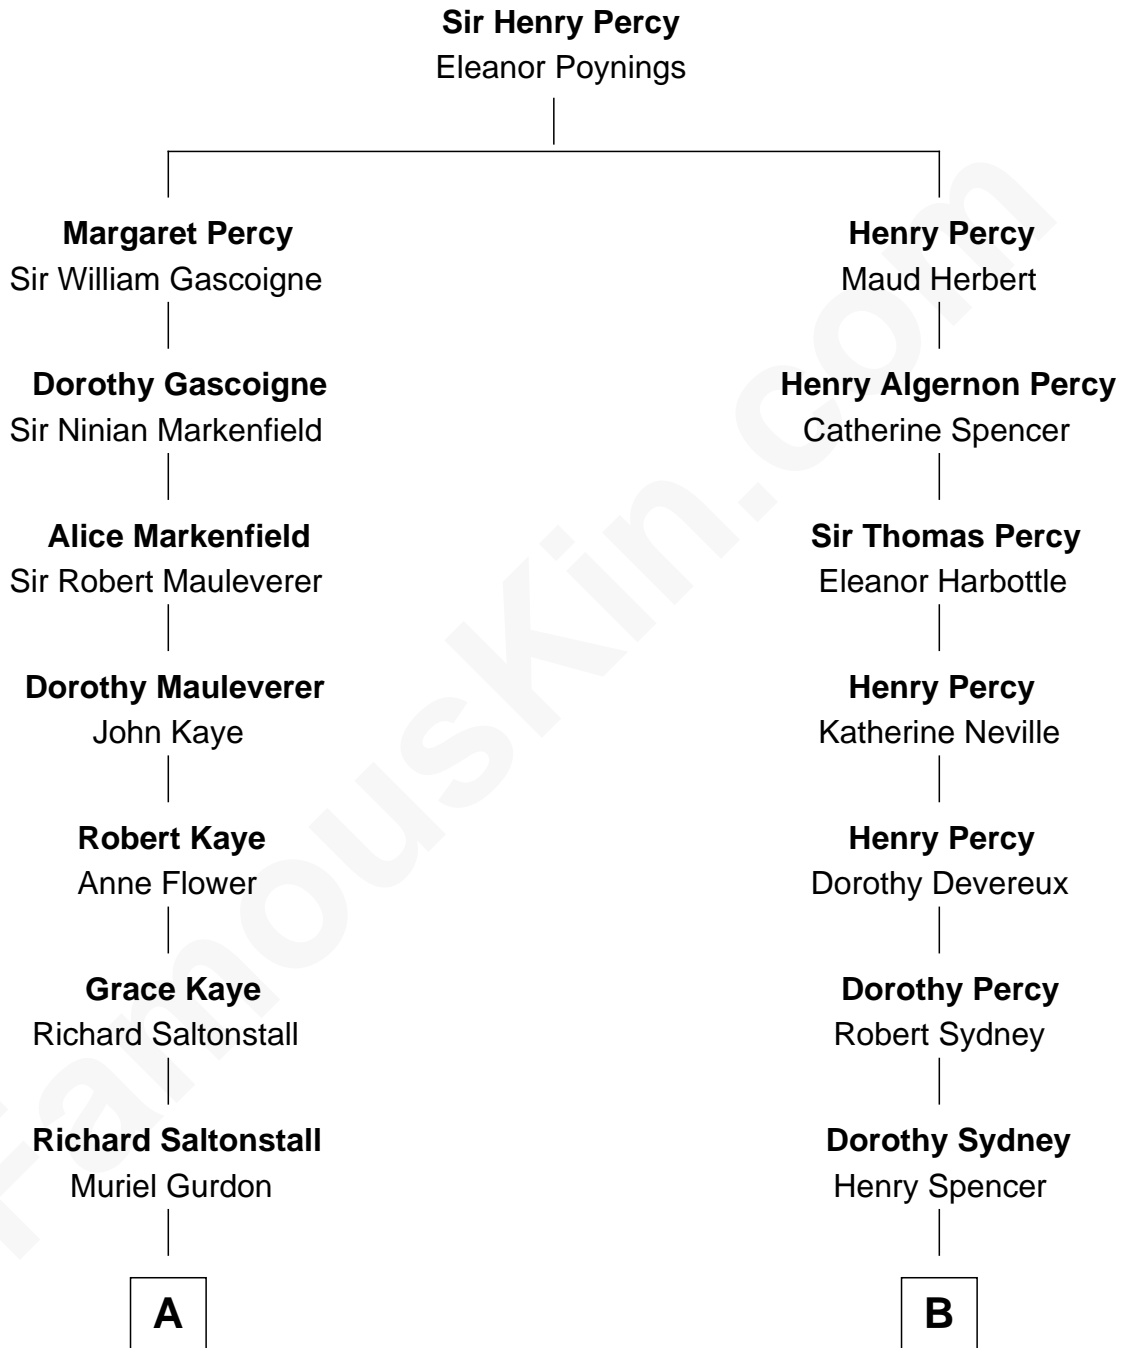 Sir Henry Percy
Eleanor Poynings
Margaret Percy
Sir William Gascoigne
Henry Percy
Maud Herbert
Dorothy Gascoigne
Sir Ninian Markenfield
Henry Algernon Percy
Catherine Spencer
Alice Markenfield
Sir Robert Mauleverer
Sir Thomas Percy
Eleanor Harbottle
Dorothy Mauleverer
John Kaye
Henry Percy
Katherine Neville
Robert Kaye
Anne Flower
Henry Percy
Dorothy Devereux
Grace Kaye
Richard Saltonstall
Dorothy Percy
Robert Sydney
Richard Saltonstall
Muriel Gurdon
Dorothy Sydney
Henry Spencer
A
B
FamousKin.com